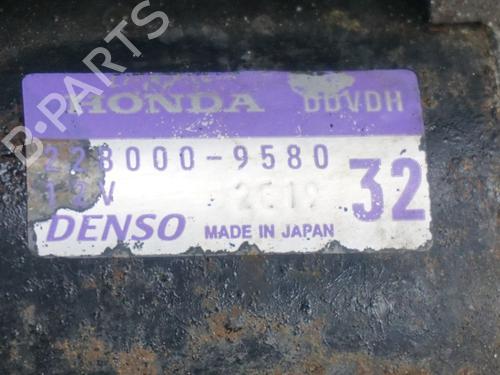 HONDA DDVDH
228000-9580
12V 2C19 32
DENSO MADE IN JAPAN
B-PARTS